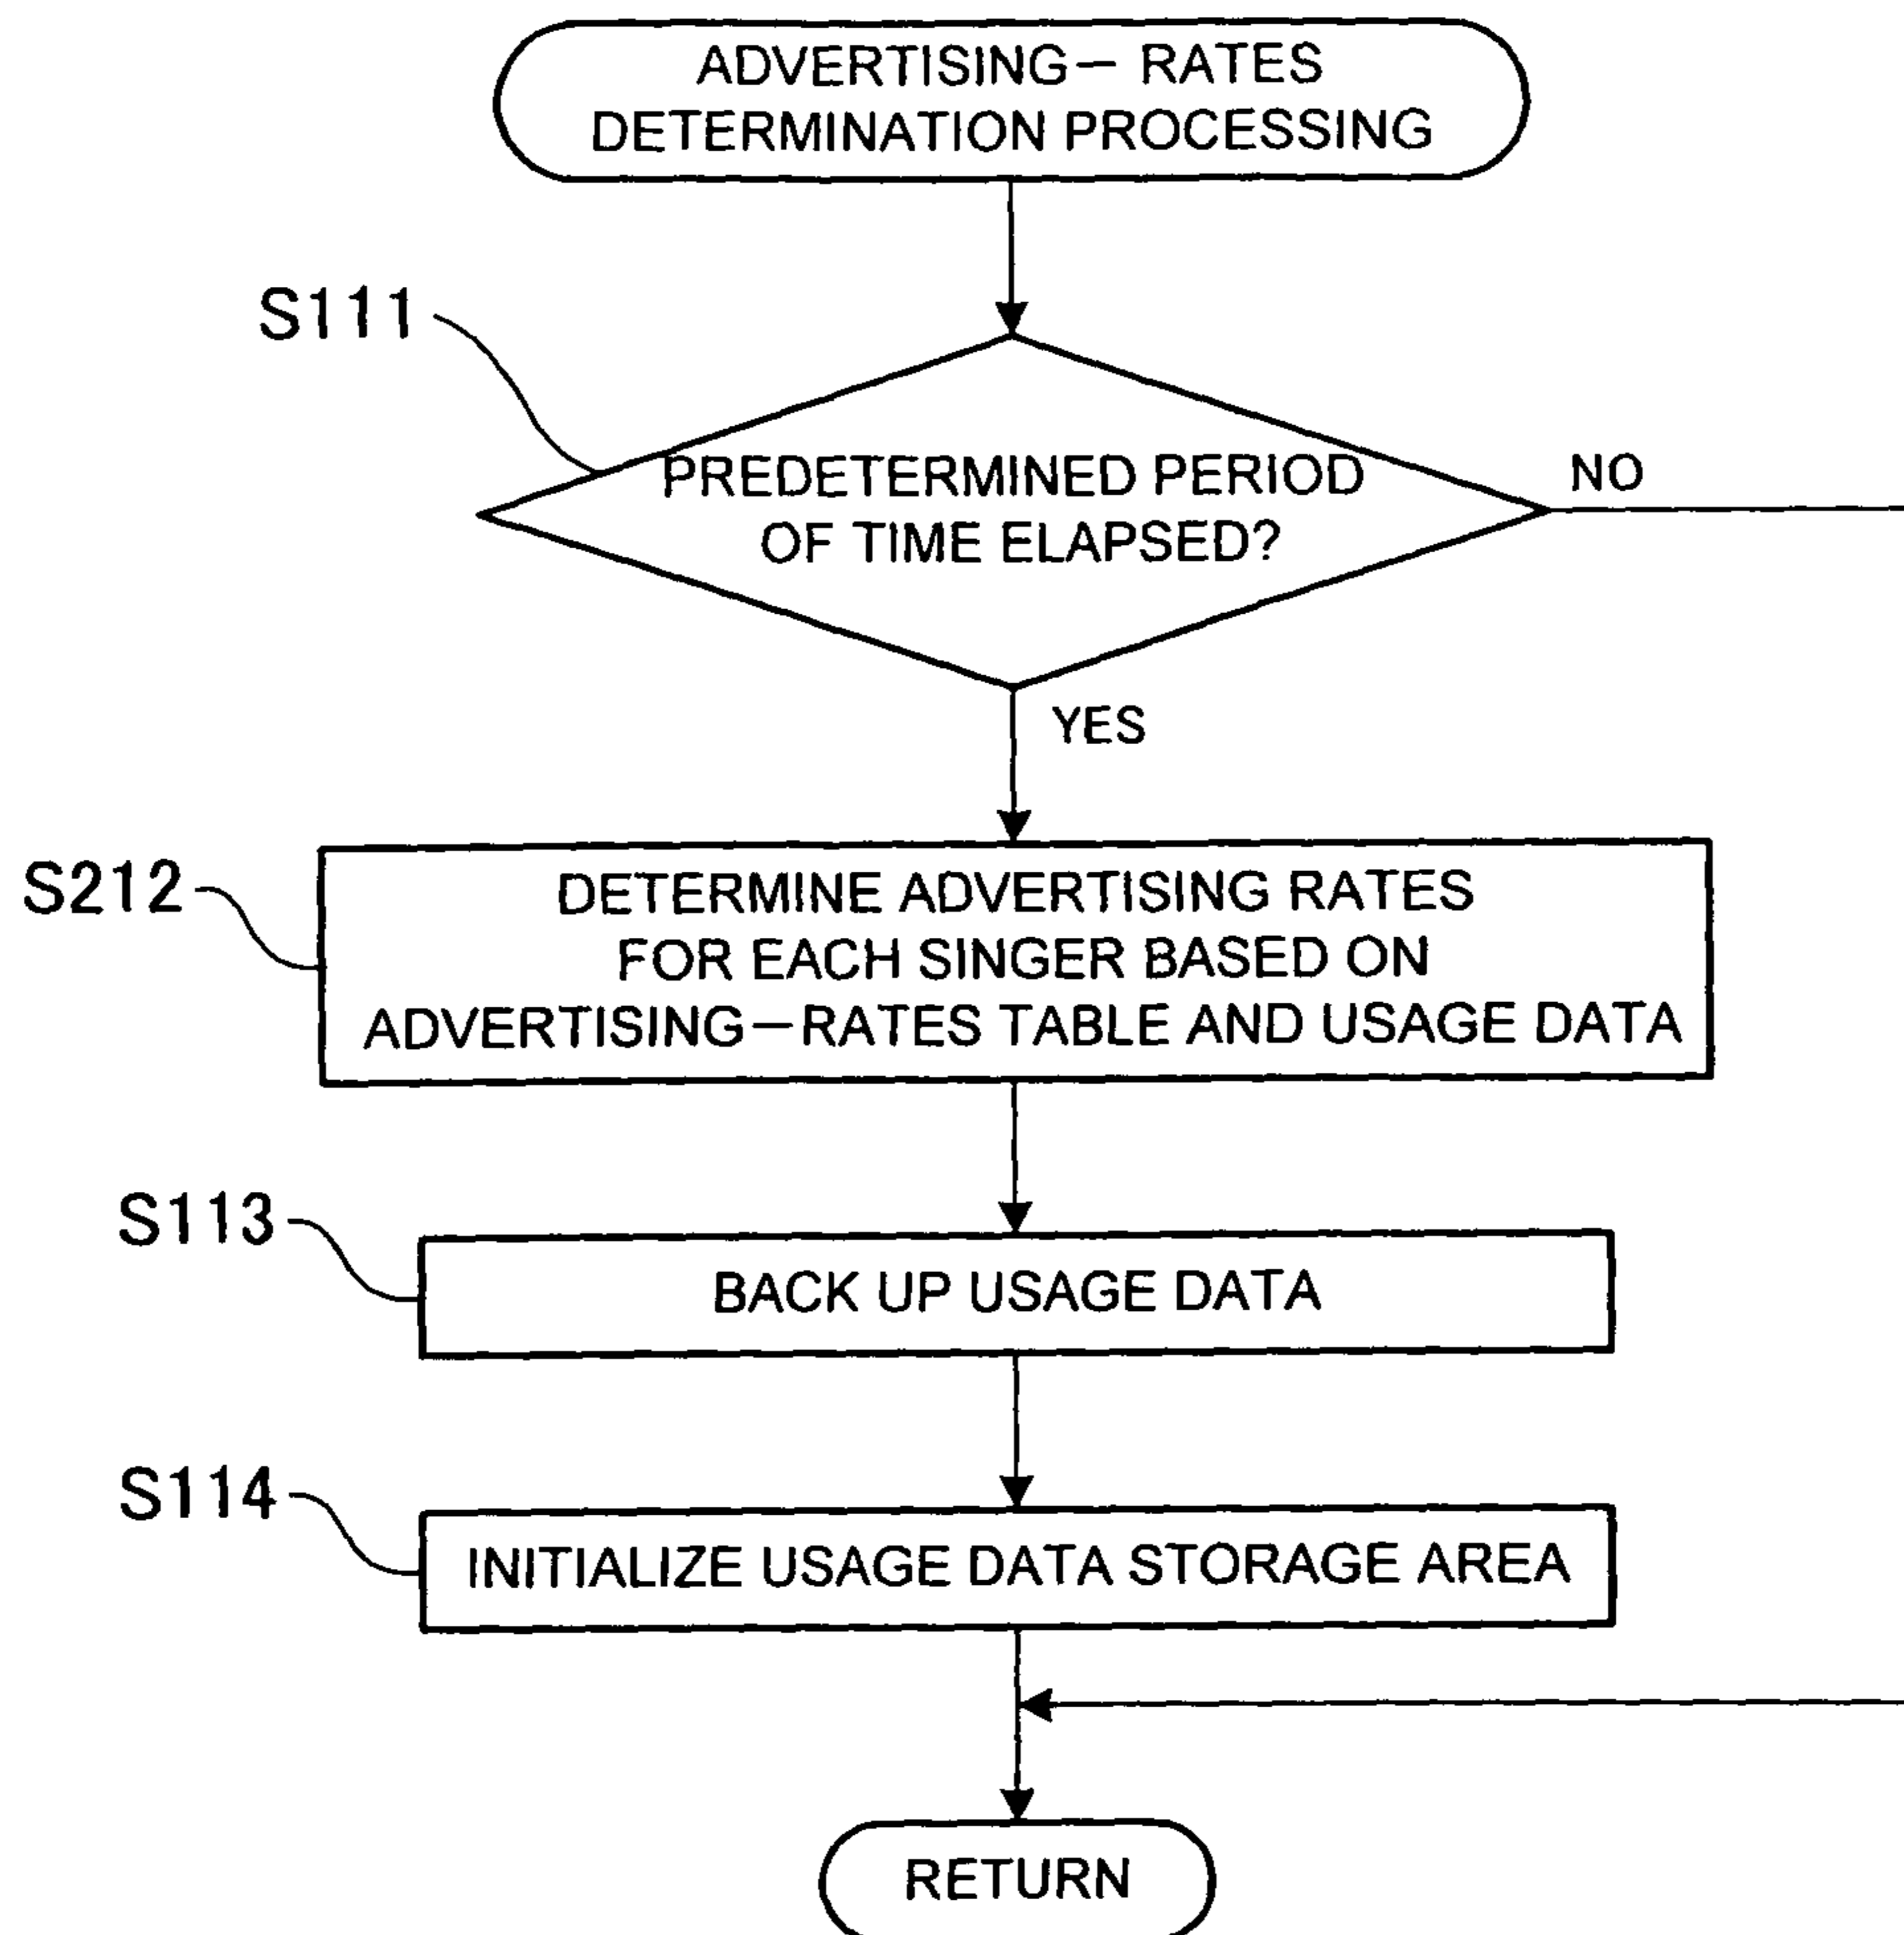 ADVERTISING— RATES
DETERMINATION PROCESSING
S111
PREDETERMINED PERIOD
OF TIME ELAPSED?
NO
YES
S212
DETERMINE ADVERTISING RATES
FOR EACH SINGER BASED ON
ADVERTISING—RATES TABLE AND USAGE DATA
S113
BACK UP USAGE DATA
S114
INITIALIZE USAGE DATA STORAGE AREA
RETURN